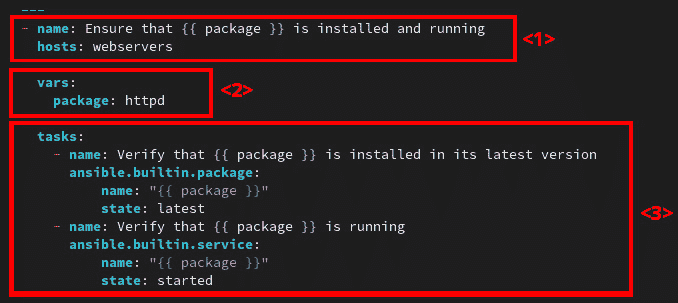 ---
- name: Ensure that {{ package }} is installed and running <1>
  hosts: webservers
  vars: <2>
    package: httpd
  tasks:
    - name: Verify that {{ package }} is installed in its latest version
      ansible.builtin.package:
          name: "{{ package }}"
          state: latest <3>
    - name: Verify that {{ package }} is running
      ansible.builtin.service:
          name: "{{ package }}"
          state: started